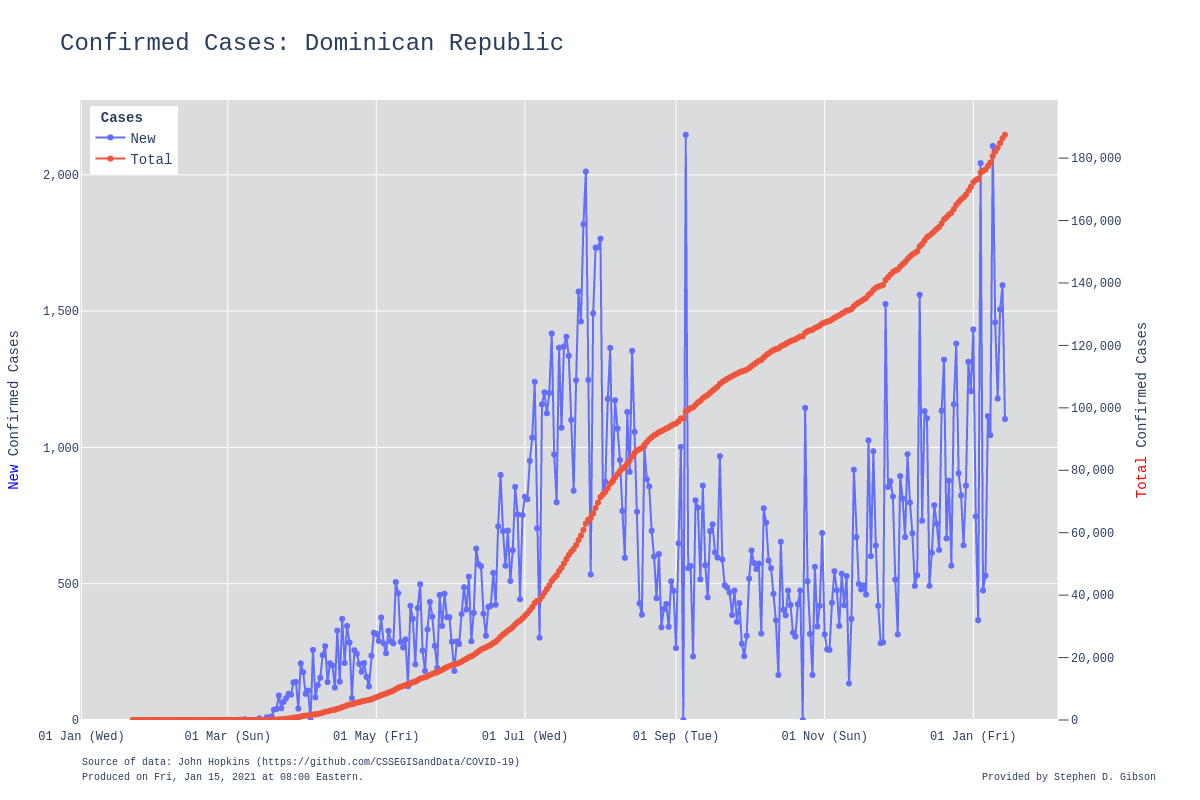 Confirmed Cases: Dominican Republic
Cases
New
Total
2,000
1,500
1,000
500
0
180,000
160,000
140,000
120,000
100,000
80,000
60,000
40,000
20,000
0
New Confirmed Cases
Total Confirmed Cases
01 Jan (Wed) 01 Mar (Sun) 01 May (Fri) 01 Jul (Wed) 01 Sep (Tue) 01 Nov (Sun) 01 Jan (Fri)
Source of data: John Hopkins (https://github.com/CSSEGISandData/COVID-19)
Produced on Fri, Jan 15, 2021 at 08:00 Eastern.
Provided by Stephen D. Gibson